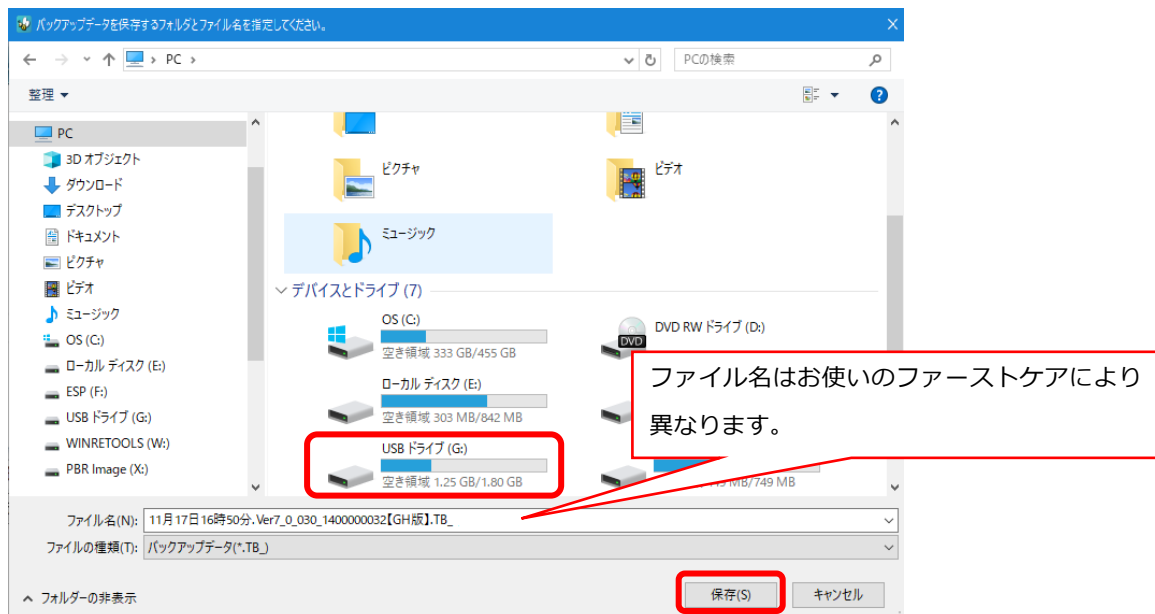 バックアップデータを保存するフォルダとファイル名を指定してください。
PC
PCの検索
整理
PC
3D オブジェクト
ダウンロード
デスクトップ
ドキュメント
ピクチャ
ビデオ
ミュージック
OS (C:)
ローカル ディスク (E:)
ESP (F:)
USB ドライブ (G:)
WINRETOOLS (W:)
PBR Image (X:)
ピクチャ
ビデオ
ミュージック
デバイスとドライブ (7)
OS (C:)
空き領域 333 GB/455 GB
DVD RW ドライブ (D:)
DVD
ローカル ディスク (E:)
空き領域 303 MB/842 MB
USB ドライブ (G:)
空き領域 1.25 GB/1.80 GB
MB/749 MB
ファイル名はお使いのファーストケアにより
異なります。
ファイル名(N): 11月17日16時50分.Ver7_0_030_1400000032【GH版】.TB_
ファイルの種類(T): バックアップデータ(*.TB_)
フォルダーの非表示
保存(S)
キャンセル